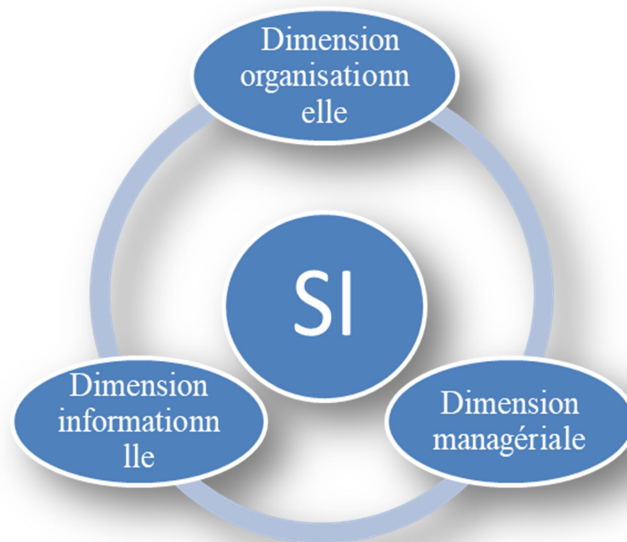 Dimension
organisationn
elle
SI
Dimension
informationn
lle
Dimension
managériale